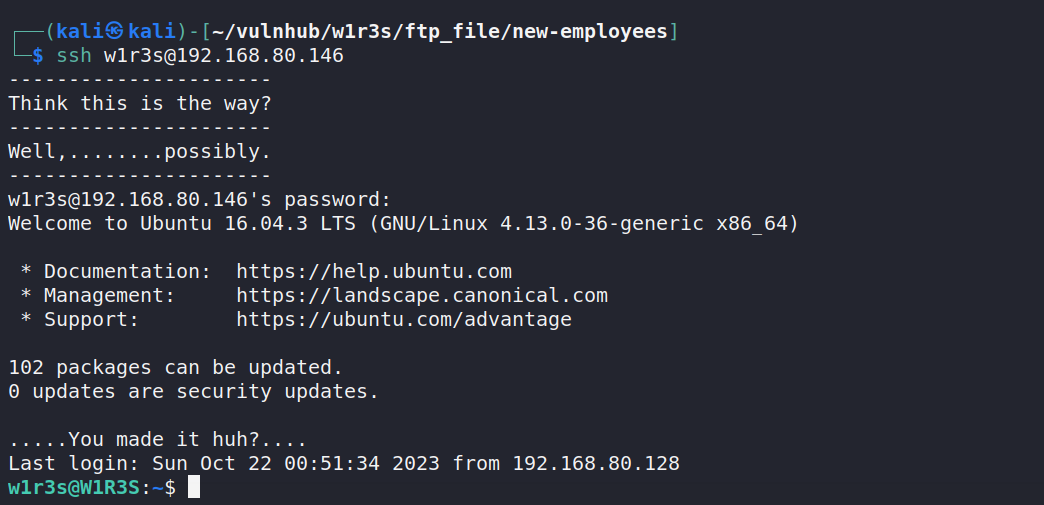 ┌──(kali㉿kali)-[~/vulnhub/w1r3s/ftp_file/new-employees]
└─$ ssh w1r3s@192.168.80.146
----------------------
Think this is the way?
----------------------
Well,........possibly.
----------------------
w1r3s@192.168.80.146's password:
Welcome to Ubuntu 16.04.3 LTS (GNU/Linux 4.13.0-36-generic x86_64)

 * Documentation:  https://help.ubuntu.com
 * Management:     https://landscape.canonical.com
 * Support:        https://ubuntu.com/advantage

102 packages can be updated.
0 updates are security updates.

.....You made it huh?....
Last login: Sun Oct 22 00:51:34 2023 from 192.168.80.128
w1r3s@W1R3S:~$